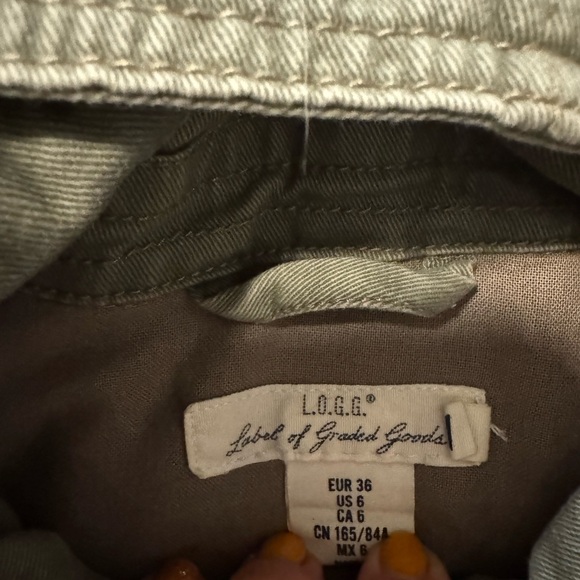 L.O.G.G.®
Label of Graded Goods
EUR 36
US 6
CA 6
CN 165/84A
MX 6